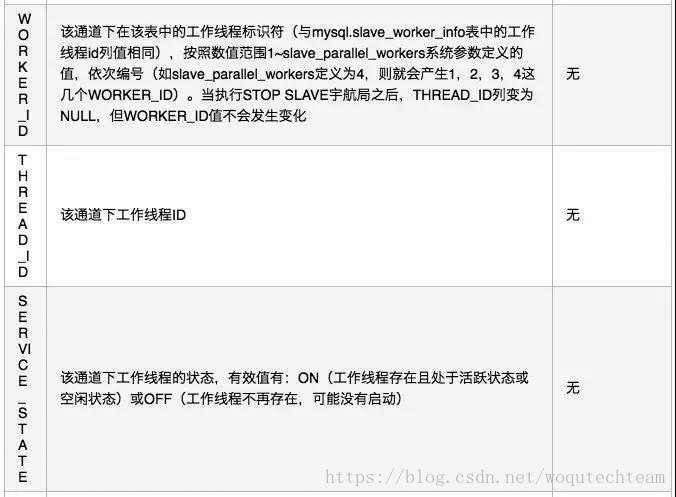 WORKER_ID
该通道下在该表中的工作线程标识符（与mysql.slave_worker_info表中的工作
线程id列值相同），按照数值范围1~slave_parallel_workers系统参数定义的
值，依次编号（如slave_parallel_workers定义为4，则就会产生1，2，3，4这
几个WORKER_ID）。当执行STOP SLAVE宇航局之后，THREAD_ID列变为
NULL，但WORKER_ID值不会发生变化
无
THREAD_ID
该通道下工作线程ID
无
SERVICE_STATE
该通道下工作线程的状态，有效值有：ON（工作线程存在且处于活跃状态或
空闲状态）或OFF（工作线程不再存在，可能没有启动）
无
https://blog.csdn.net/woqutechteam